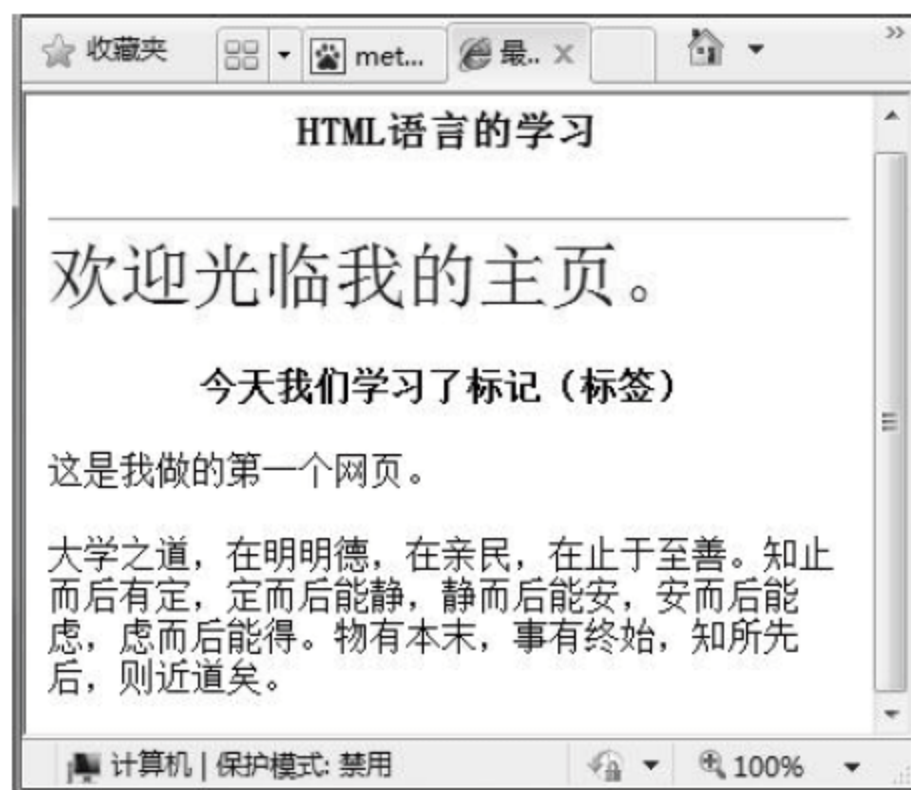 收藏夹 met... 最..
HTML语言的学习
欢迎光临我的主页。
今天我们学习了标记（标签）
这是我做的第一个网页。
大学之道，在明明德，在亲民，在止于至善。知止
而后有定，定而后能静，静而后能安，安而后能
虑，虑而后能得。物有本末，事有终始，知所先
后，则近道矣。
计算机 | 保护模式: 禁用 100%